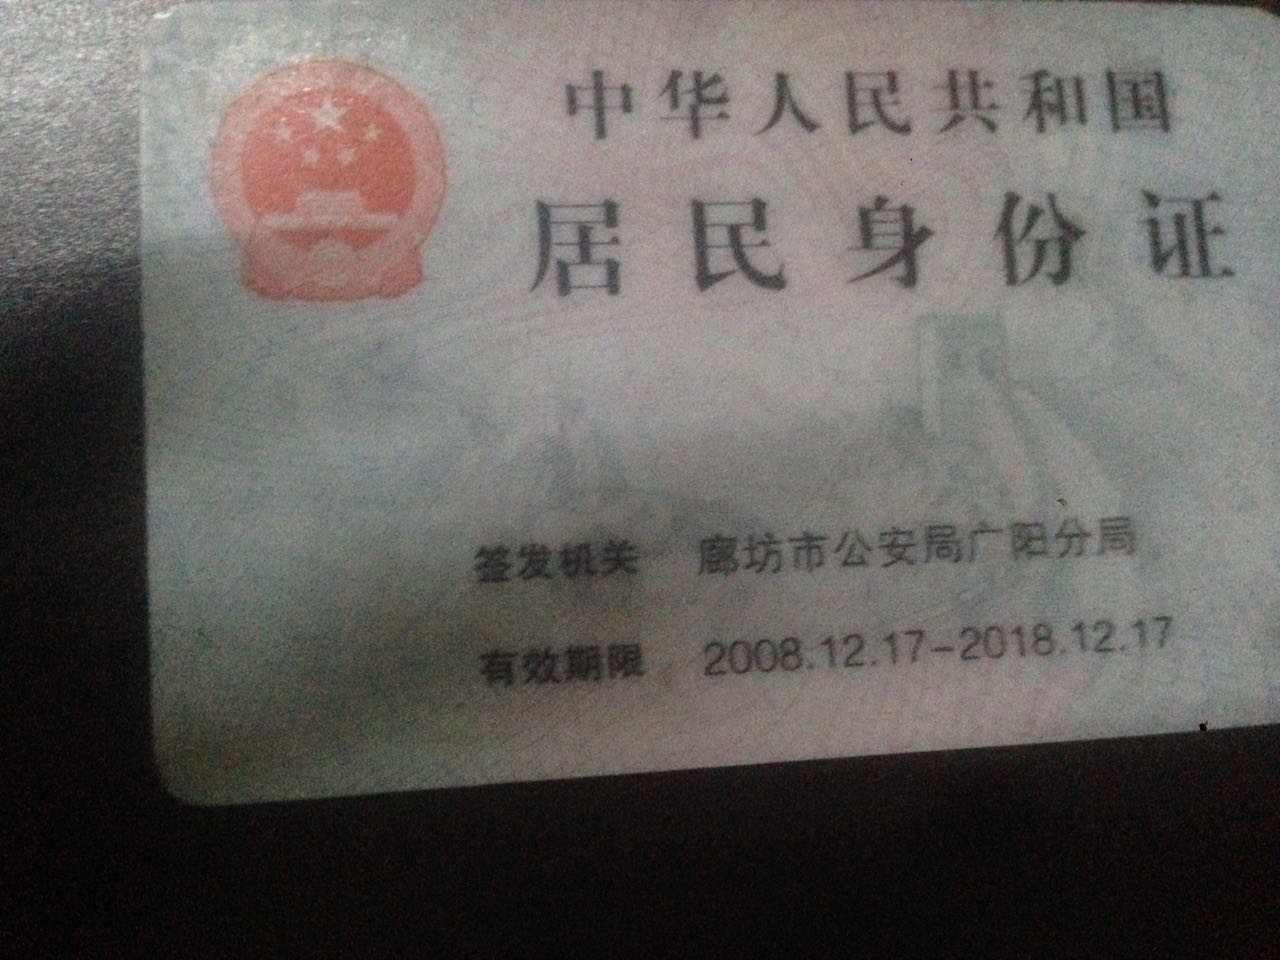 中华人民共和国
居民身份证
签发机关 廊坊市公安局广阳分局
有效期限 2008.12.17-2018.12.17